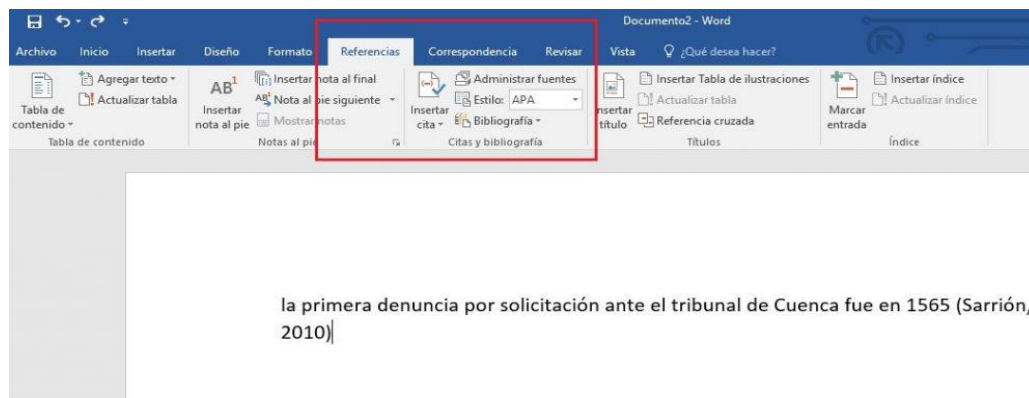 Documento2 - Word
Archivo Inicio Insertar Diseño Formato Referencias Correspondencia Revisar Vista ¿Qué desea hacer?
Tabla de contenido
Agregar texto
Actualizar tabla
Tabla de contenido
AB1
Insertar nota al pie
Insertar nota al final
AB Nota al pie siguiente
Mostrar notas
Notas al pie
Insertar cita
Administrar fuentes
Estilo: APA
Bibliografía
Citas y bibliografía
Insertar título
Insertar Tabla de ilustraciones
Actualizar tabla
Referencia cruzada
Títulos
Marcar entrada
Insertar índice
Actualizar índice
Índice
la primera denuncia por solicitación ante el tribunal de Cuenca fue en 1565 (Sarrión,
2010)